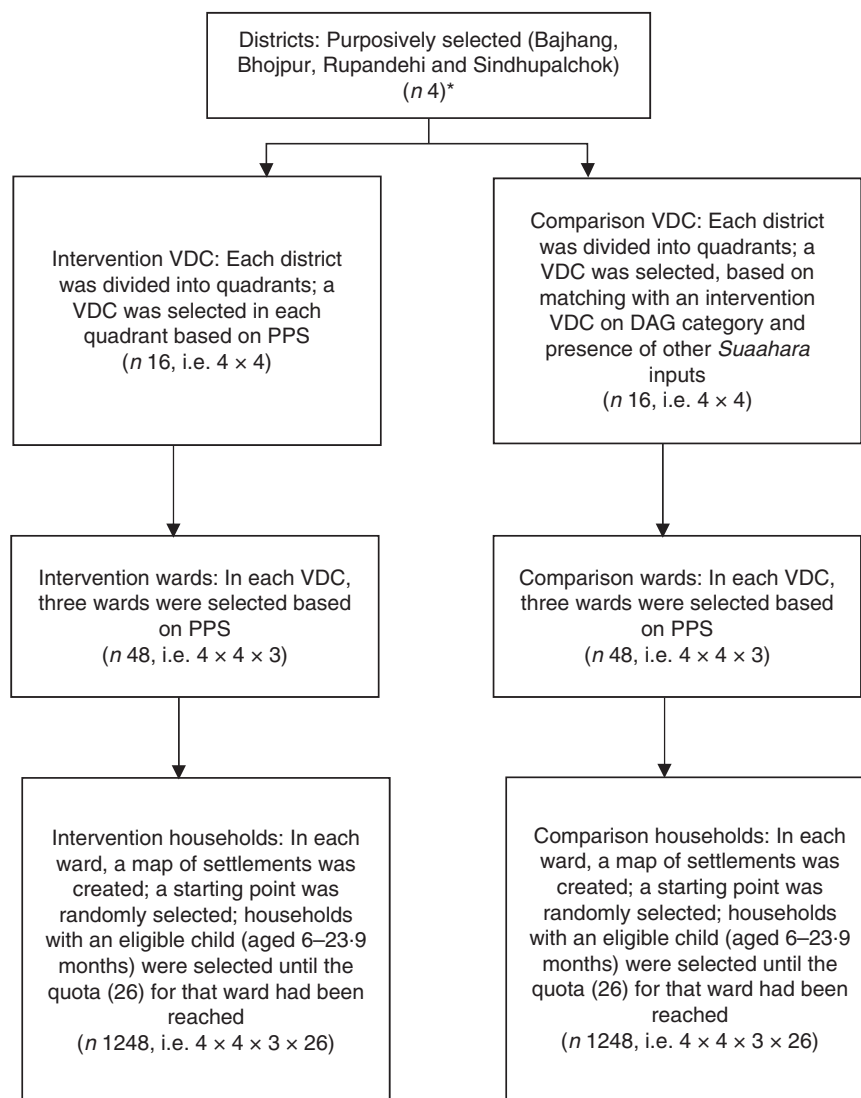 Districts: Purposively selected (Bajhang,
Bhojpur, Rupandehi and Sindhupalchok)
(n 4)*
Intervention VDC: Each district
was divided into quadrants; a
VDC was selected in each
quadrant based on PPS
(n 16, i.e. 4 × 4)
Comparison VDC: Each district
was divided into quadrants; a
VDC was selected, based on
matching with an intervention
VDC on DAG category and
presence of other Suaahara
inputs
(n 16, i.e. 4 × 4)
Intervention wards: In each VDC,
three wards were selected based
on PPS
(n 48, i.e. 4 × 4 × 3)
Comparison wards: In each VDC,
three wards were selected based
on PPS
(n 48, i.e. 4 × 4 × 3)
Intervention households: In each
ward, a map of settlements was
created; a starting point was
randomly selected; households
with an eligible child (aged 6–23·9
months) were selected until the
quota (26) for that ward had been
reached
(n 1248, i.e. 4 × 4 × 3 × 26)
Comparison households: In each
ward, a map of settlements was
created; a starting point was
randomly selected; households
with an eligible child (aged 6–23·9
months) were selected until the
quota (26) for that ward had been
reached
(n 1248, i.e. 4 × 4 × 3 × 26)